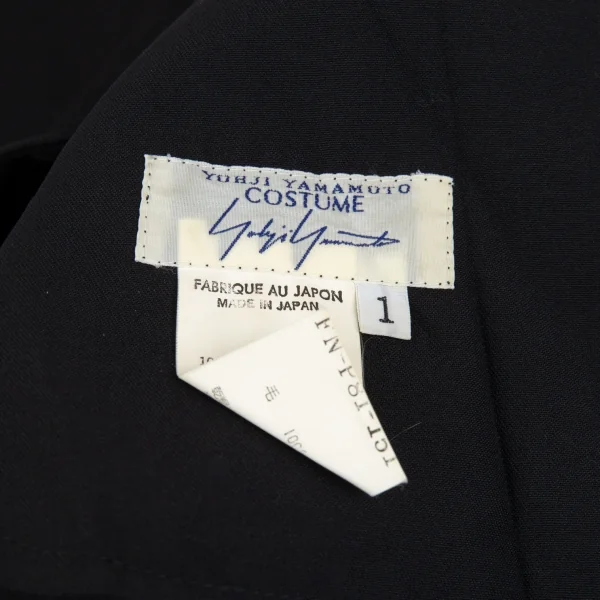 YOHJI YAMAMOTO
COSTUME
Yohji Yamamoto
FABRIQUE AU JAPON
MADE IN JAPAN
1
毛